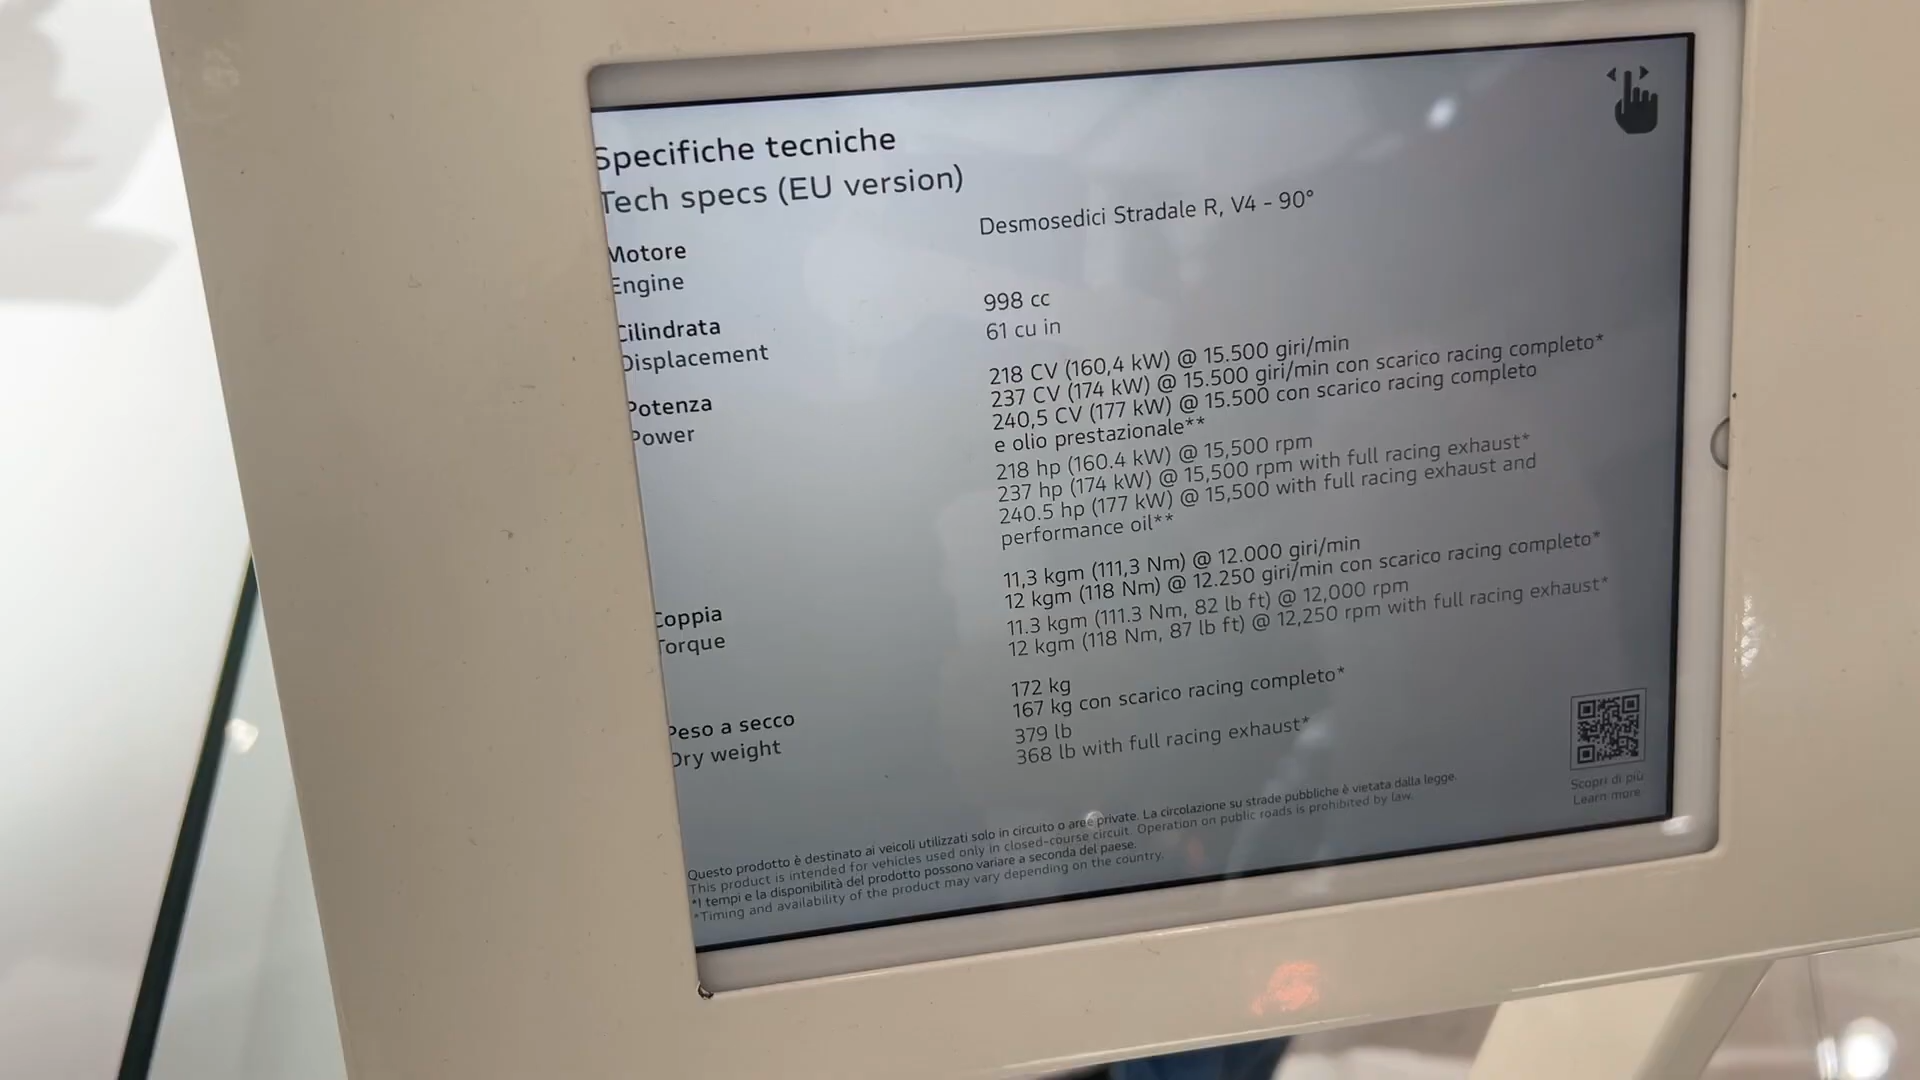 Specifiche tecniche
Tech specs (EU version)
Motore
Engine
Desmosedici Stradale R, V4 - 90°
Cilindrata
Displacement
998 cc
61 cu in
Potenza
Power
218 CV (160,4 kW) @ 15.500 giri/min
237 CV (174 kW) @ 15.500 giri/min con scarico racing completo*
240,5 CV (177 kW) @ 15.500 con scarico racing completo
e olio prestazionale**
218 hp (160.4 kW) @ 15,500 rpm
237 hp (174 kW) @ 15,500 rpm with full racing exhaust*
240.5 hp (177 kW) @ 15,500 with full racing exhaust and
performance oil**
Coppia
Torque
11,3 kgm (111,3 Nm) @ 12.000 giri/min
12 kgm (118 Nm) @ 12.250 giri/min con scarico racing completo*
11.3 kgm (111.3 Nm, 82 lb ft) @ 12,000 rpm
12 kgm (118 Nm, 87 lb ft) @ 12,250 rpm with full racing exhaust*
Peso a secco
Dry weight
172 kg
167 kg con scarico racing completo*
379 lb
368 lb with full racing exhaust*
Scopri di più
Learn more
Questo prodotto è destinato ai veicoli utilizzati solo in circuito o aree private. La circolazione su strade pubbliche è vietata dalla legge.
This product is intended for vehicles used only in closed-course circuit. Operation on public roads is prohibited by law.
*I tempi e la disponibilità del prodotto possono variare a seconda del paese.
*Timing and availability of the product may vary depending on the country.